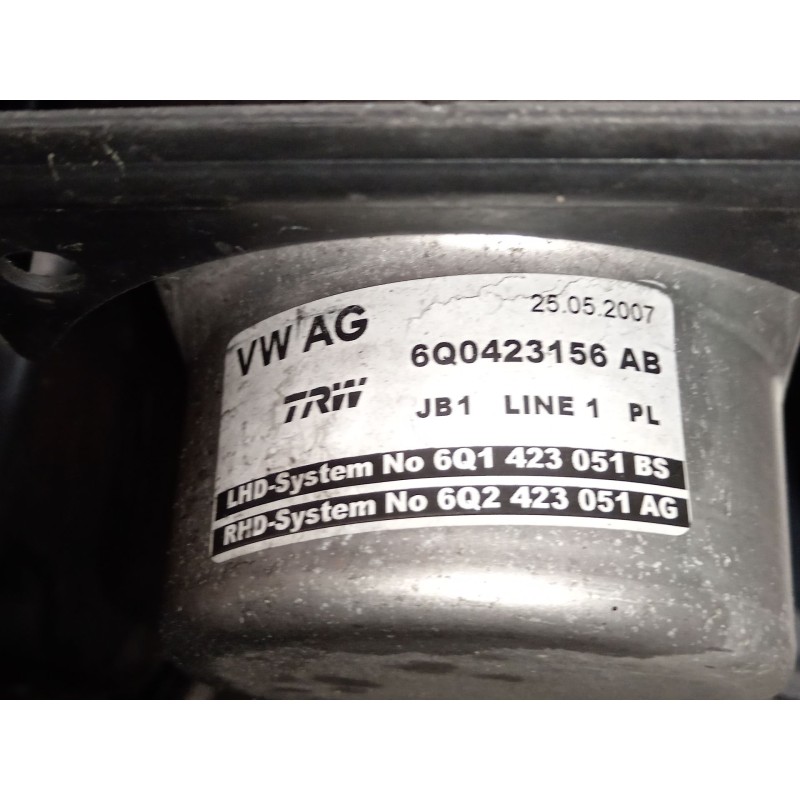 25.05.2007
VW AG
6Q0423156 AB
TRW
JB1 LINE 1 PL
LHD-System No 6Q1 423 051 BS
RHD-System No 6Q2 423 051 AG